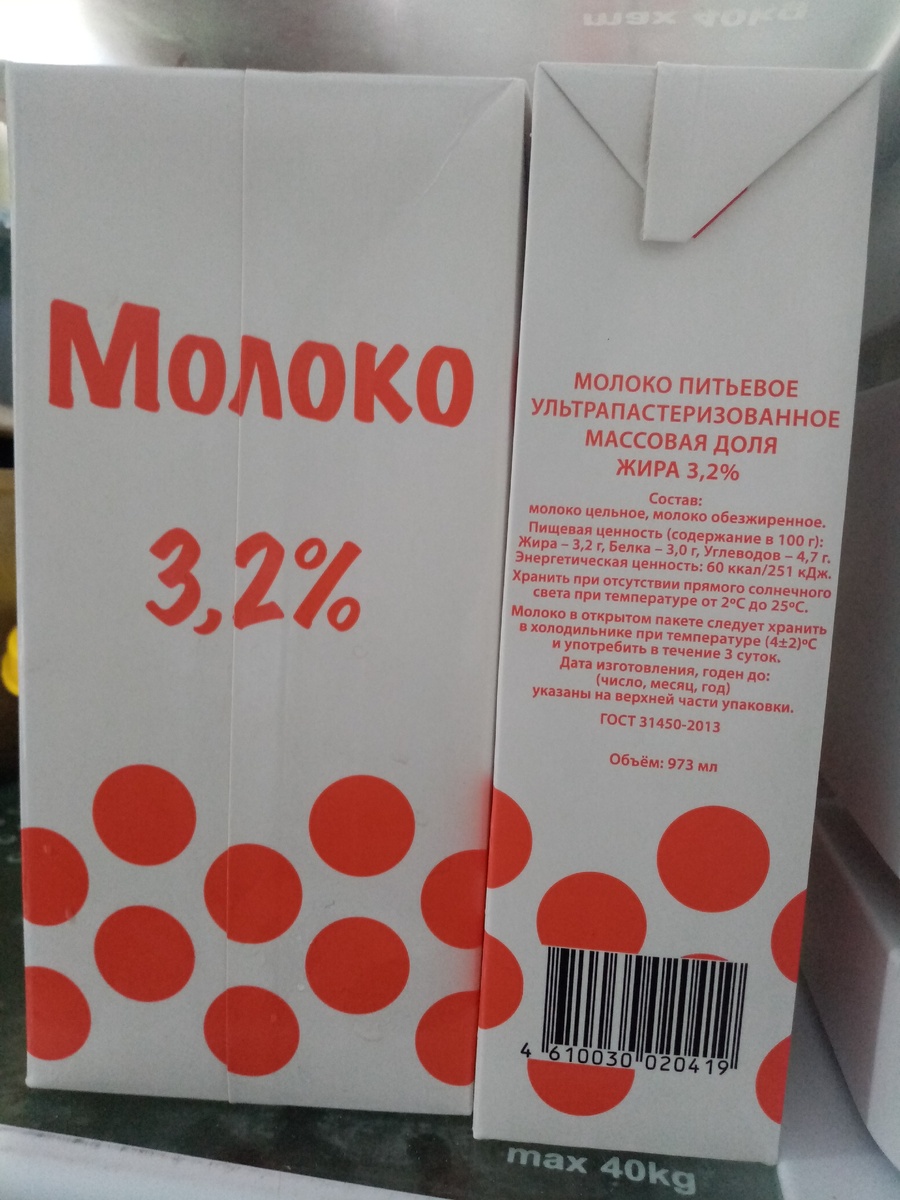 max 40kg
Молоко
3,2%
МОЛОКО ПИТЬЕВОЕ
УЛЬТРАПАСТЕРИЗОВАННОЕ
МАССОВАЯ ДОЛЯ
ЖИРА 3,2%
Состав:
молоко цельное, молоко обезжиренное.
Пищевая ценность (содержание в 100 г):
Жира – 3,2 г, Белка – 3,0 г, Углеводов – 4,7 г.
Энергетическая ценность: 60 ккал/251 кДж.
Хранить при отсутствии прямого солнечного
света при температуре от 2ºС до 25ºС.
Молоко в открытом пакете следует хранить
в холодильнике при температуре (4±2)ºС
и употребить в течение 3 суток.
Дата изготовления, годен до:
(число, месяц, год)
указаны на верхней части упаковки.
ГОСТ 31450-2013
Объём: 973 мл
4 610030 020419
max 40kg